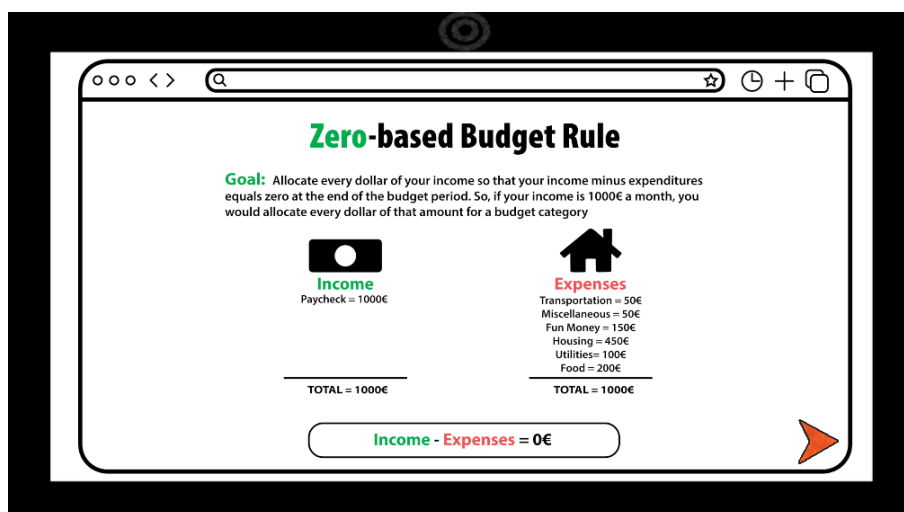 Zero-based Budget Rule
Goal: Allocate every dollar of your income so that your income minus expenditures
equals zero at the end of the budget period. So, if your income is 1000€ a month, you
would allocate every dollar of that amount for a budget category
Income
Paycheck = 1000€
TOTAL = 1000€
Expenses
Transportation = 50€
Miscellaneous = 50€
Fun Money = 150€
Housing = 450€
Utilities= 100€
Food = 200€
TOTAL = 1000€
Income - Expenses = 0€